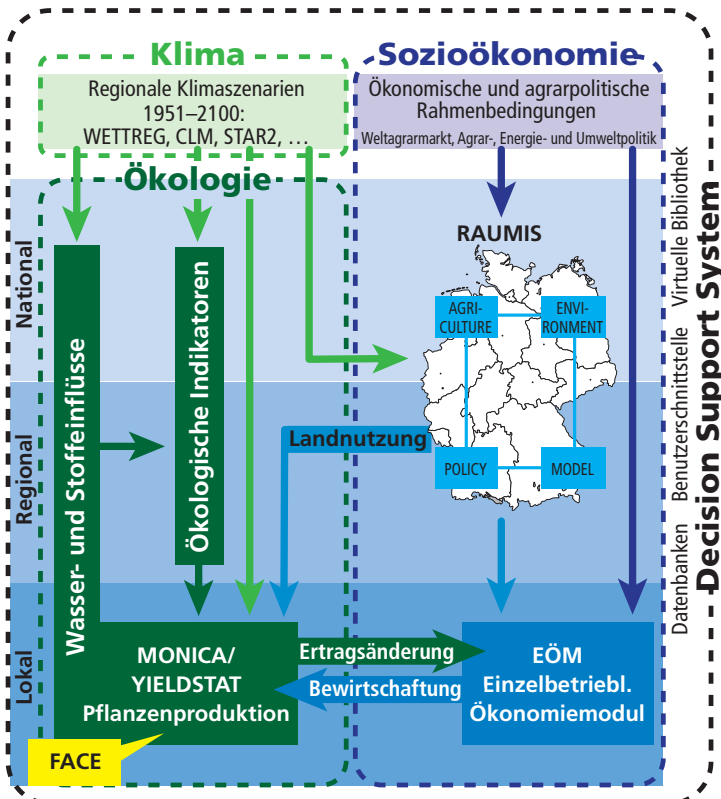 Klima
Regionale Klimaszenarien
1951–2100:
WETTREG, CLM, STAR2, …
Sozioökonomie
Ökonomische und agrarpolitische
Rahmenbedingungen
Weltagrarmarkt, Agrar-, Energie- und Umweltpolitik
Ökologie
National
Regional
Lokal
Wasser- und Stoffeinflüsse
Ökologische Indikatoren
RAUMIS
AGRI-
CULTURE
ENVI-
RONMENT
POLICY
MODEL
Landnutzung
MONICA/
YIELDSTAT
Pflanzenproduktion
Ertragsänderung
Bewirtschaftung
EÖM
Einzelbetriebl.
Ökonomiemodul
FACE
Datenbanken Benutzerschnittstelle Virtuelle Bibliothek
Decision Support System